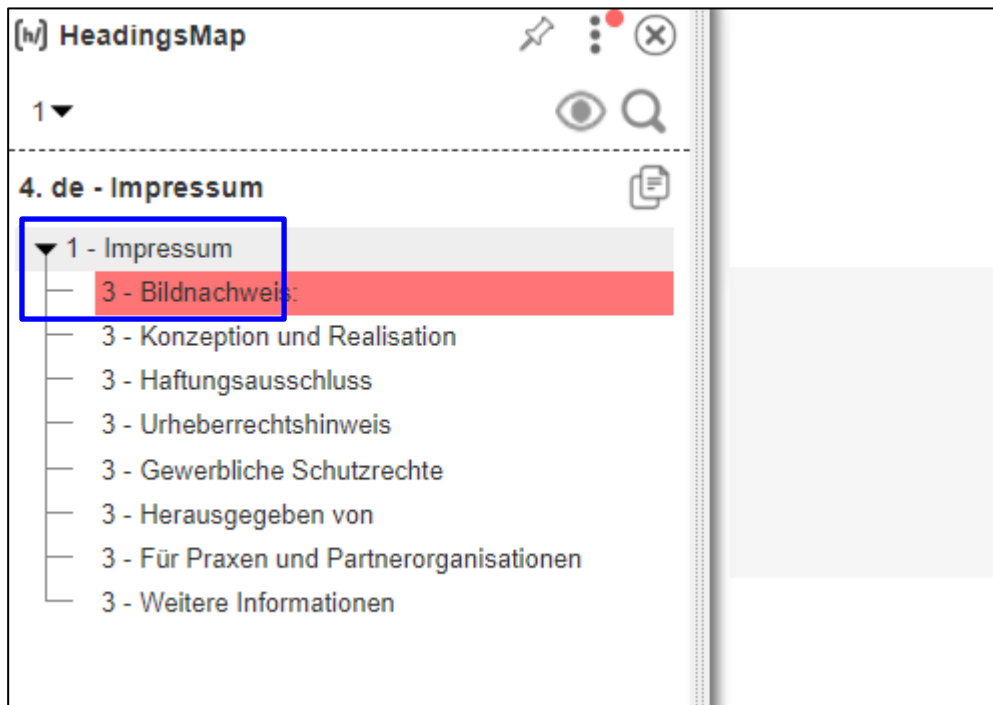 [h/] HeadingsMap
1
4. de - Impressum
1 - Impressum
3 - Bildnachweis:
3 - Konzeption und Realisation
3 - Haftungsausschluss
3 - Urheberrechtshinweis
3 - Gewerbliche Schutzrechte
3 - Herausgegeben von
3 - Für Praxen und Partnerorganisationen
3 - Weitere Informationen